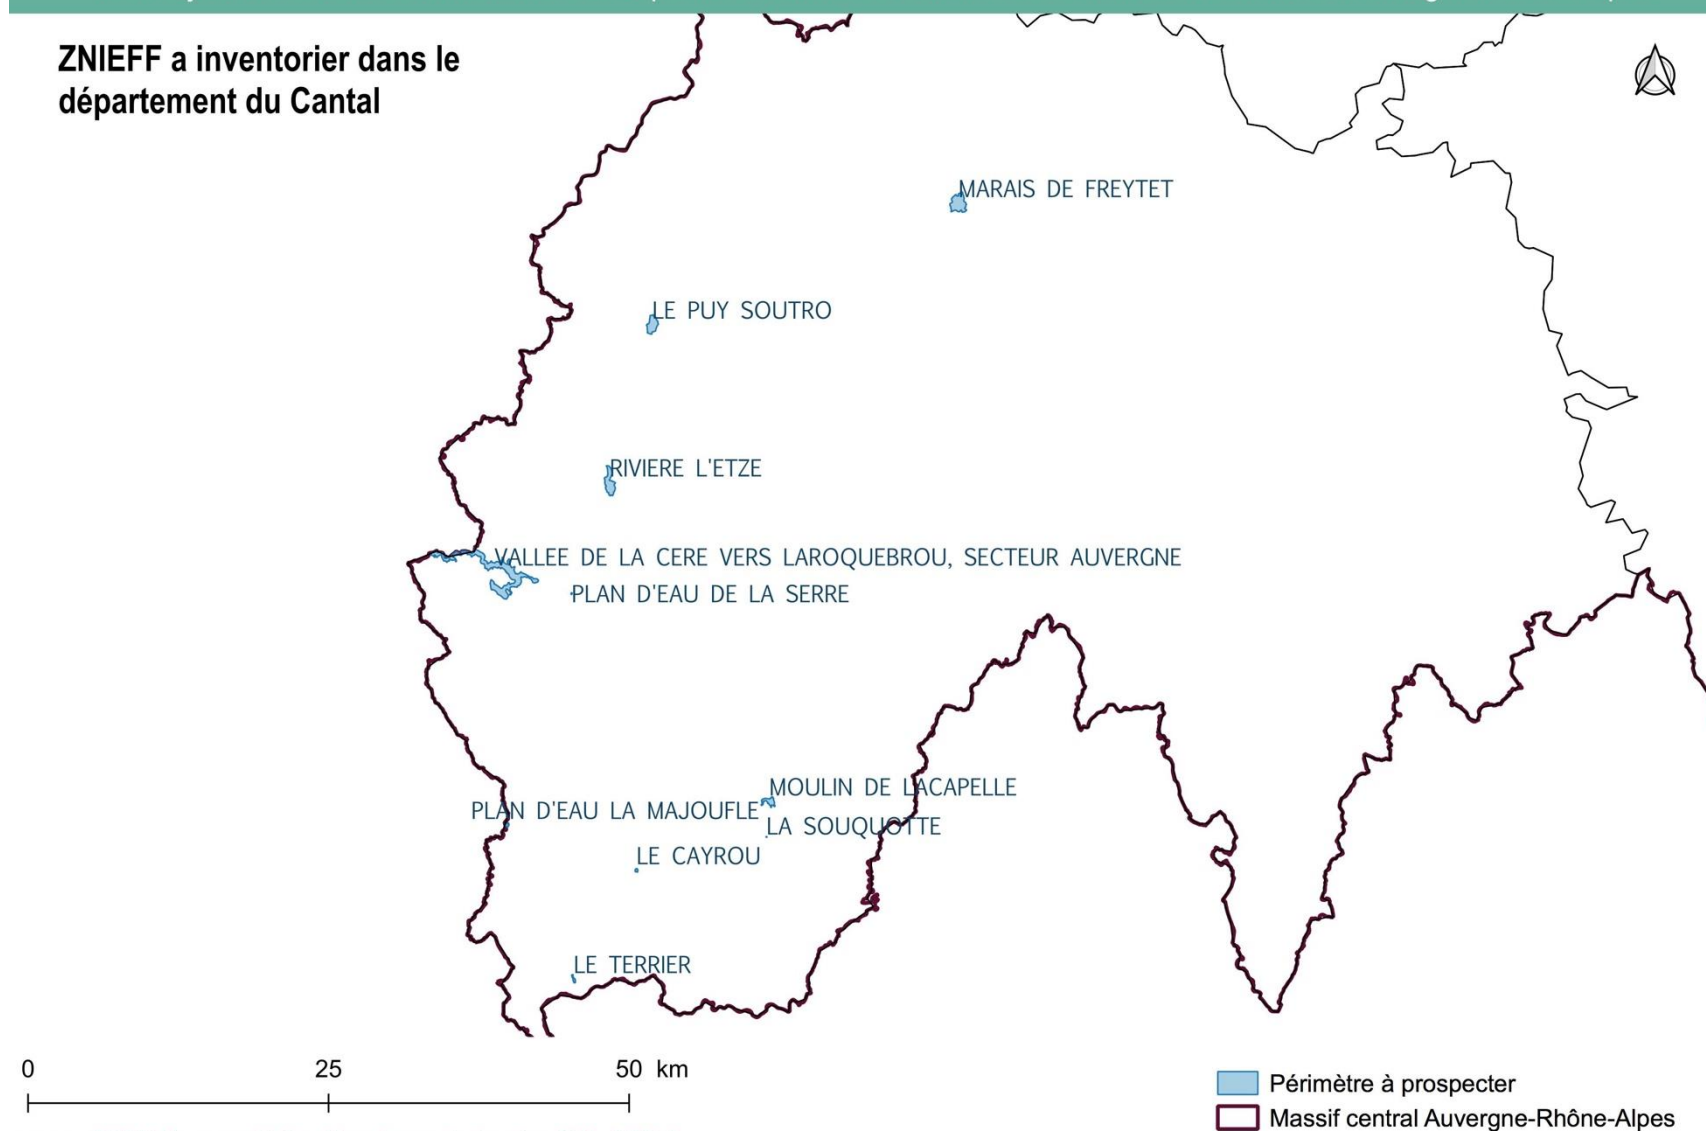 ZNIEFF a inventorier dans le
département du Cantal
MARAIS DE FREYTET
LE PUY SOUTRO
RIVIERE L'ETZE
VALLEE DE LA CERE VERS LAROQUEBROU, SECTEUR AUVERGNE
PLAN D'EAU DE LA SERRE
MOULIN DE LACAPELLE
PLAN D'EAU LA MAJOUFLE
LA SOUQUOTTE
LE CAYROU
LE TERRIER
0 25 50 km
Périmètre à prospecter
Massif central Auvergne-Rhône-Alpes